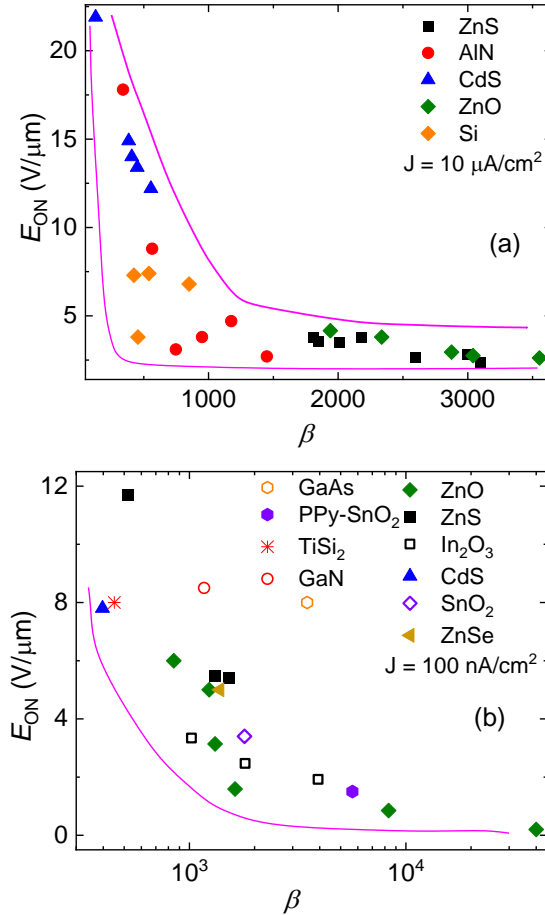 (a)
ZnS
AlN
CdS
ZnO
Si
J = 10 μA/cm²
20
15
10
5
E_ON (V/μm)
1000 2000 3000
β
GaAs
PPy-SnO₂
TiSi₂
GaN
ZnO
ZnS
In₂O₃
CdS
SnO₂
ZnSe
J = 100 nA/cm²
(b)
12
8
4
0
E_ON (V/μm)
10³ 10⁴
β